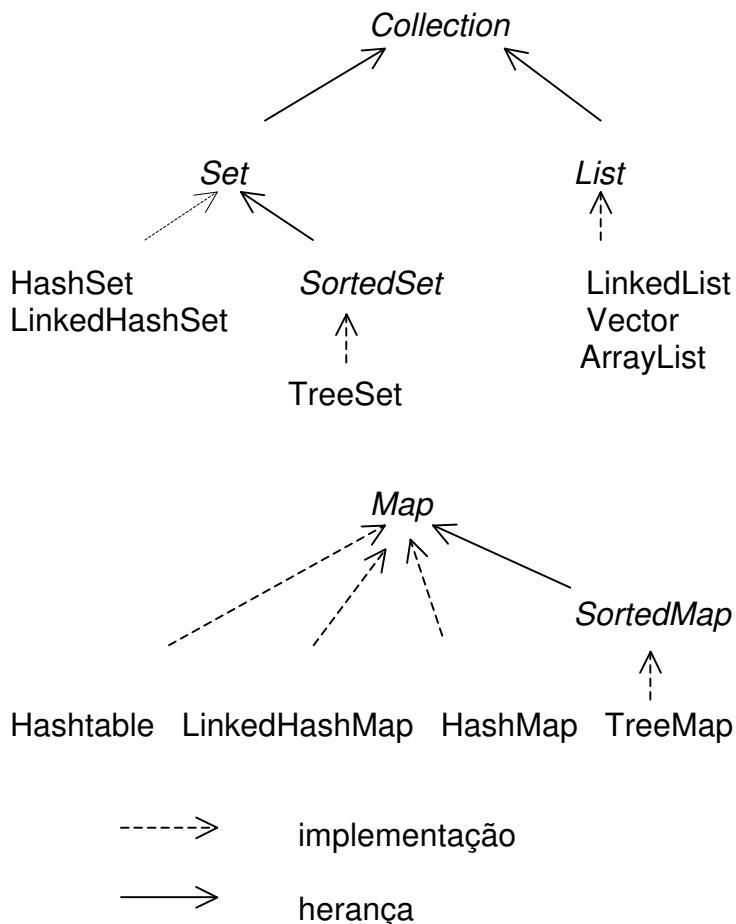 Collection
Set List
HashSet SortedSet LinkedList
LinkedHashSet Vector
ArrayList
TreeSet
Map
SortedMap
Hashtable LinkedHashMap HashMap TreeMap
implementação
herança